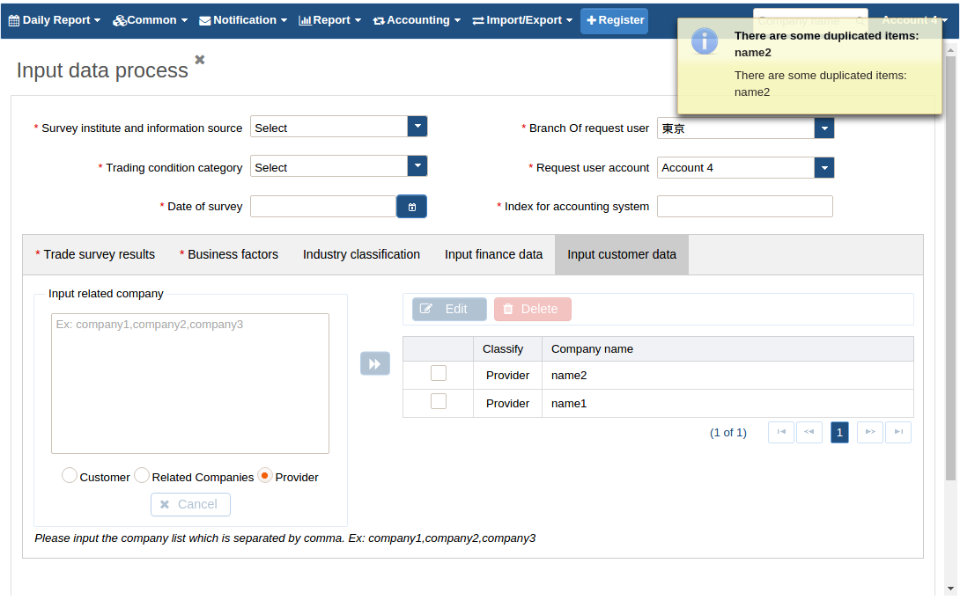 Daily Report Common Notification Report Accounting Import/Export Register Company name Account 4
There are some duplicated items:
name2
There are some duplicated items:
name2
Input data process
* Survey institute and information source Select * Branch Of request user 東京
* Trading condition category Select * Request user account Account 4
* Date of survey * Index for accounting system
* Trade survey results * Business factors Industry classification Input finance data Input customer data
Input related company
Ex: company1,company2,company3
Edit Delete
Classify Company name
Provider name2
Provider name1
(1 of 1) 1
Customer Related Companies Provider
Cancel
Please input the company list which is separated by comma. Ex: company1,company2,company3